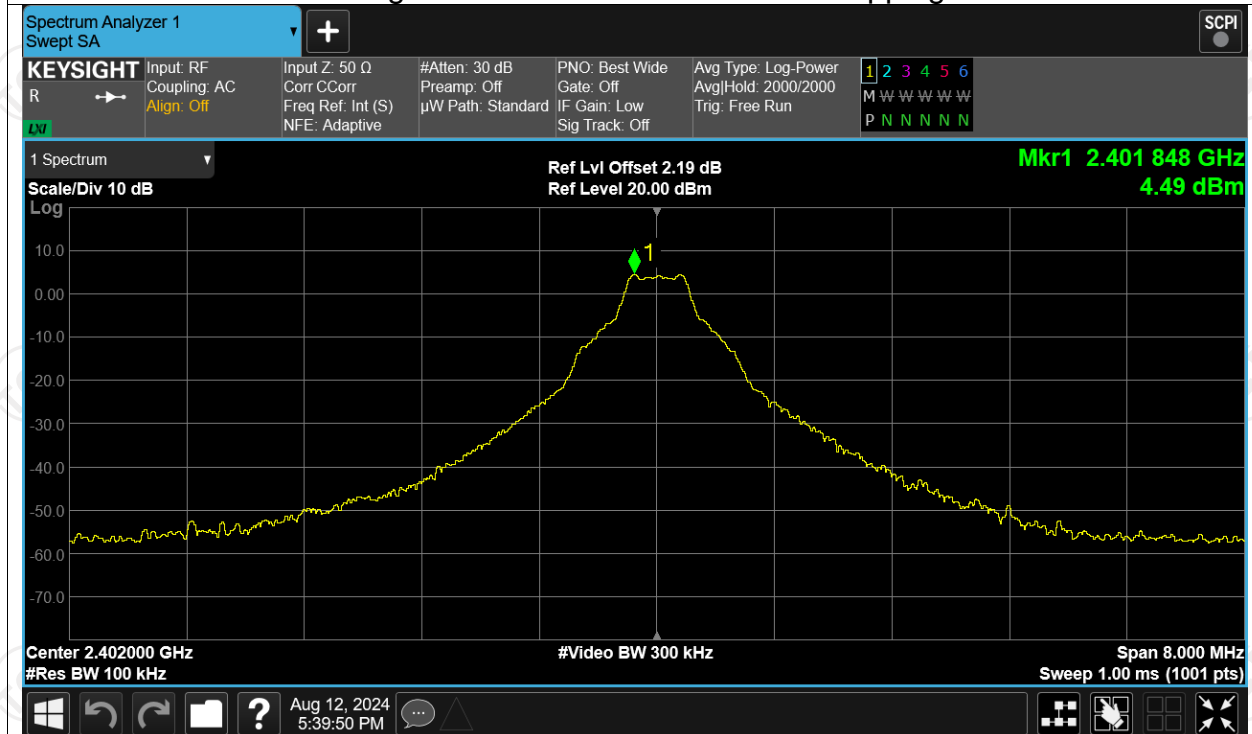 Spectrum Analyzer 1
Swept SA
+
SCPI
KEYSIGHT
R
LXI
Input: RF
Coupling: AC
Align: Off
Input Z: 50 Ω
Corr CCorr
Freq Ref: Int (S)
NFE: Adaptive
#Atten: 30 dB
Preamp: Off
µW Path: Standard
PNO: Best Wide
Gate: Off
IF Gain: Low
Sig Track: Off
Avg Type: Log-Power
Avg|Hold: 2000/2000
Trig: Free Run
1 2 3 4 5 6
M W W W W W
P N N N N N
1 Spectrum
Scale/Div 10 dB
Log
Ref Lvl Offset 2.19 dB
Ref Level 20.00 dBm
Mkr1 2.401 848 GHz
4.49 dBm
1
10.0
0.00
-10.0
-20.0
-30.0
-40.0
-50.0
-60.0
-70.0
Center 2.402000 GHz
#Res BW 100 kHz
#Video BW 300 kHz
Span 8.000 MHz
Sweep 1.00 ms (1001 pts)
?
Aug 12, 2024
5:39:50 PM